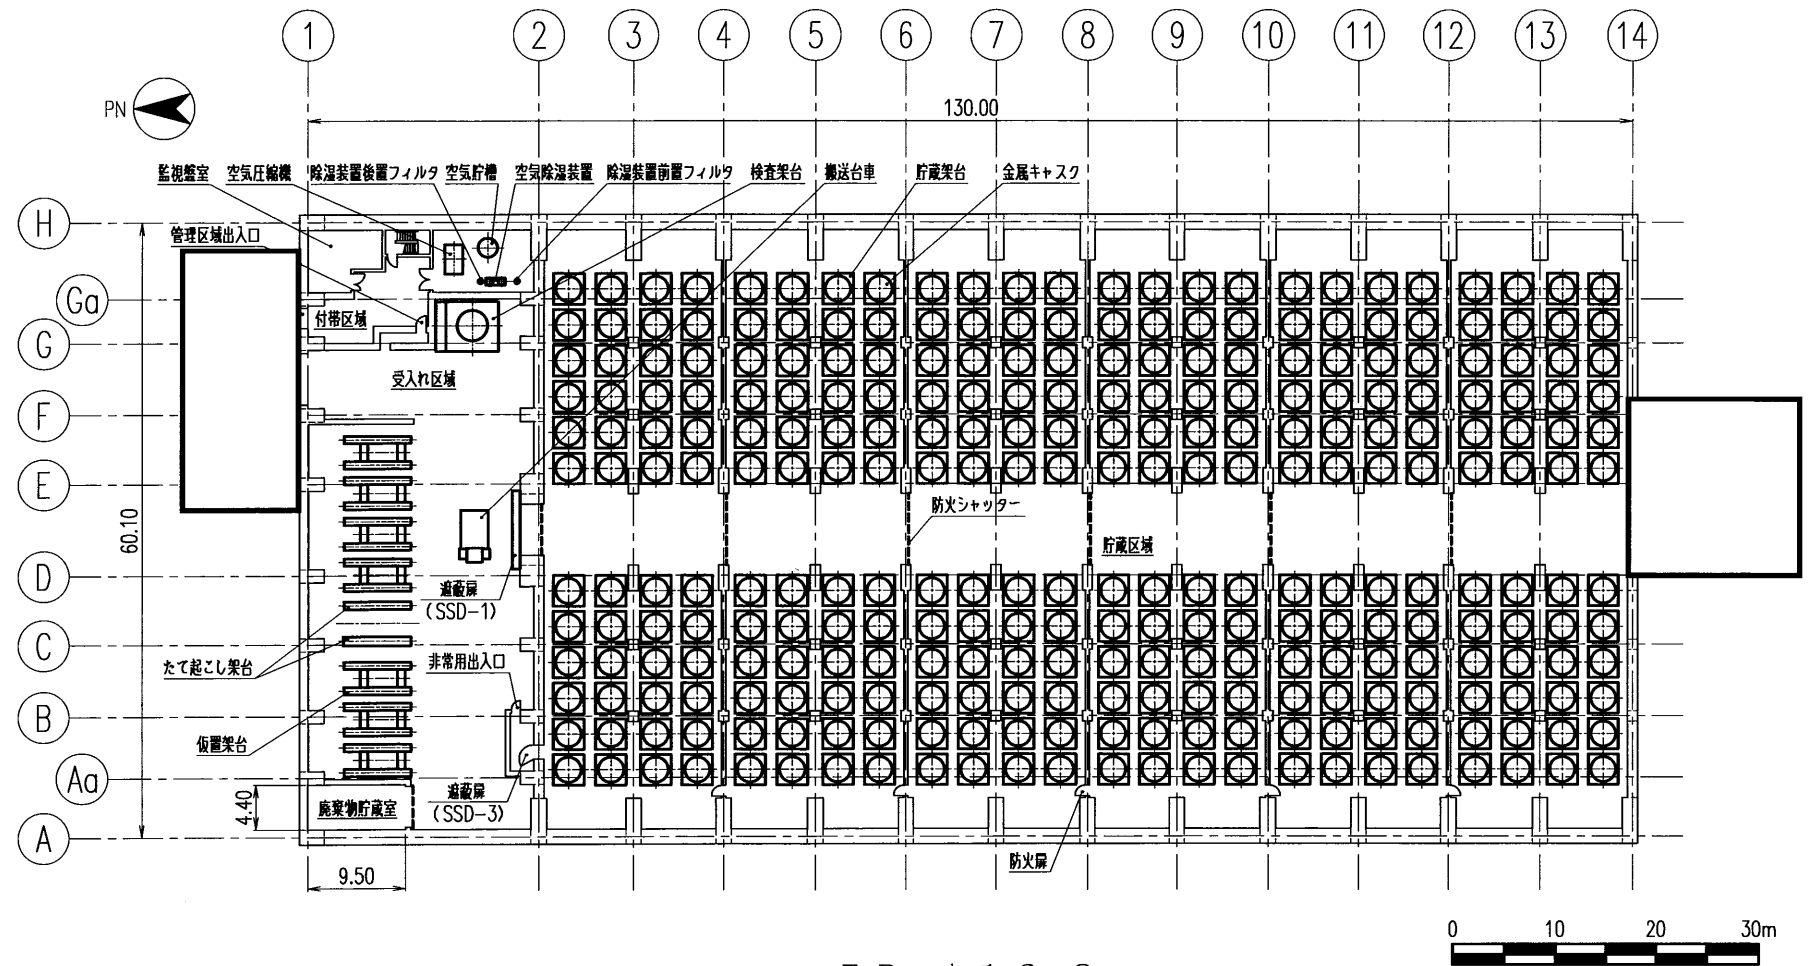 1 2 3 4 5 6 7 8 9 10 11 12 13 14
PN
130.00
監視盤室 空気圧縮機 除湿装置後置フィルタ 空気貯槽 空気除湿装置 除湿装置前置フィルタ 検査架台 搬送台車 貯蔵架台 金属キャスク
H
管理区域出入口
Ga
付帯区域
G
受入れ区域
F
E
防火シャッター
60.10
貯蔵区域
D
遮蔽扉
(SSD-1)
C
たて起こし架台
非常用出入口
B
仮置架台
Aa
遮蔽扉
(SSD-3)
4.40
廃棄物貯蔵室
A
防火扉
9.50
0 10 20 30m